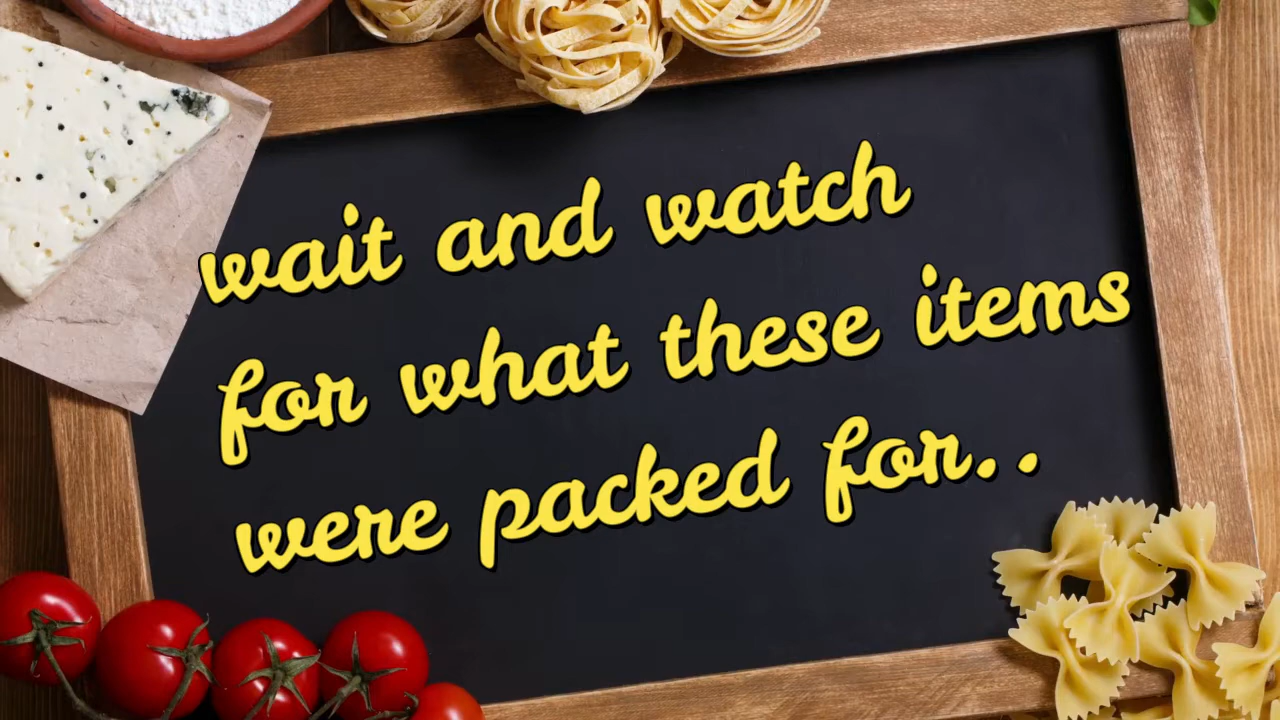 wait and watch
for what these items
were packed for..